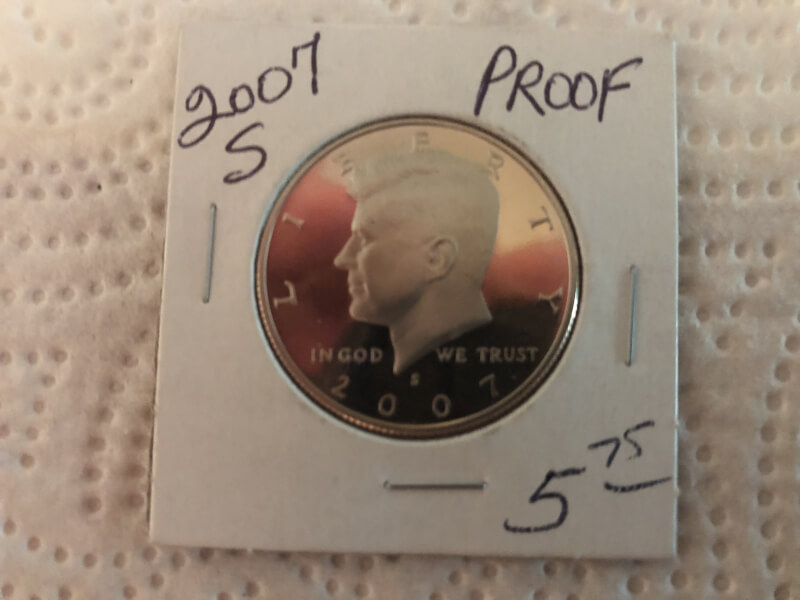 2007 PROOF
S
LIBERTY
IN GOD WE TRUST
S
2007
5 75